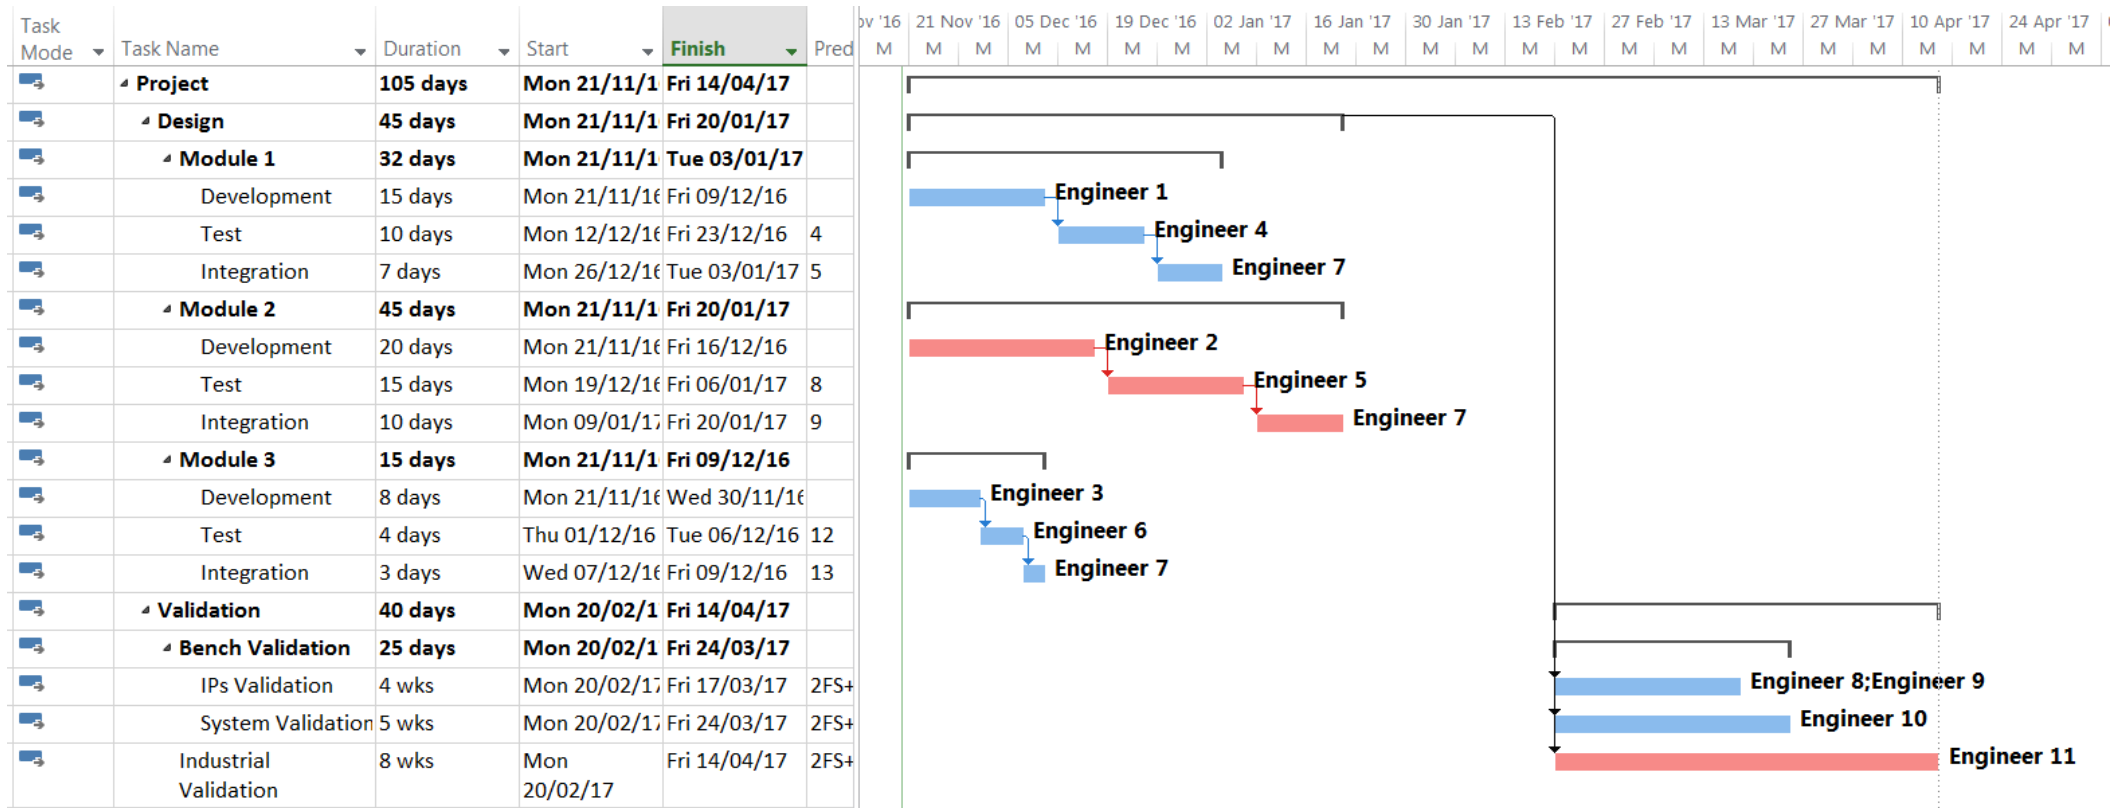 Task Mode Task Name Duration Start Finish Pred
ov '16 21 Nov '16 05 Dec '16 19 Dec '16 02 Jan '17 16 Jan '17 30 Jan '17 13 Feb '17 27 Feb '17 13 Mar '17 27 Mar '17 10 Apr '17 24 Apr '17
M M M M M M M M M M M M M M M M M M M M M M M M M
Project 105 days Mon 21/11/1 Fri 14/04/17
Design 45 days Mon 21/11/1 Fri 20/01/17
Module 1 32 days Mon 21/11/1 Tue 03/01/17
Development 15 days Mon 21/11/16 Fri 09/12/16 Engineer 1
Test 10 days Mon 12/12/16 Fri 23/12/16 4 Engineer 4
Integration 7 days Mon 26/12/16 Tue 03/01/17 5 Engineer 7
Module 2 45 days Mon 21/11/1 Fri 20/01/17
Development 20 days Mon 21/11/16 Fri 16/12/16 Engineer 2
Test 15 days Mon 19/12/16 Fri 06/01/17 8 Engineer 5
Integration 10 days Mon 09/01/17 Fri 20/01/17 9 Engineer 7
Module 3 15 days Mon 21/11/1 Fri 09/12/16
Development 8 days Mon 21/11/16 Wed 30/11/16 Engineer 3
Test 4 days Thu 01/12/16 Tue 06/12/16 12 Engineer 6
Integration 3 days Wed 07/12/16 Fri 09/12/16 13 Engineer 7
Validation 40 days Mon 20/02/1 Fri 14/04/17
Bench Validation 25 days Mon 20/02/1 Fri 24/03/17
IPs Validation 4 wks Mon 20/02/17 Fri 17/03/17 2FS+ Engineer 8;Engineer 9
System Validation 5 wks Mon 20/02/17 Fri 24/03/17 2FS+ Engineer 10
Industrial Validation 8 wks Mon 20/02/17 Fri 14/04/17 2FS+ Engineer 11